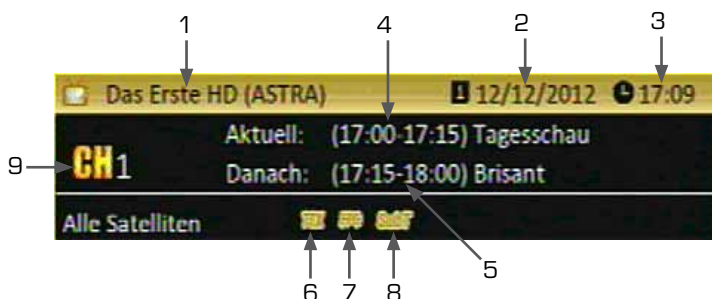 1 4 2 3
Das Erste HD (ASTRA) 1 12/12/2012 17:09
Aktuell: (17:00-17:15) Tagesschau
9 CH1
Danach: (17:15-18:00) Brisant
Alle Satelliten
6 7 8 5